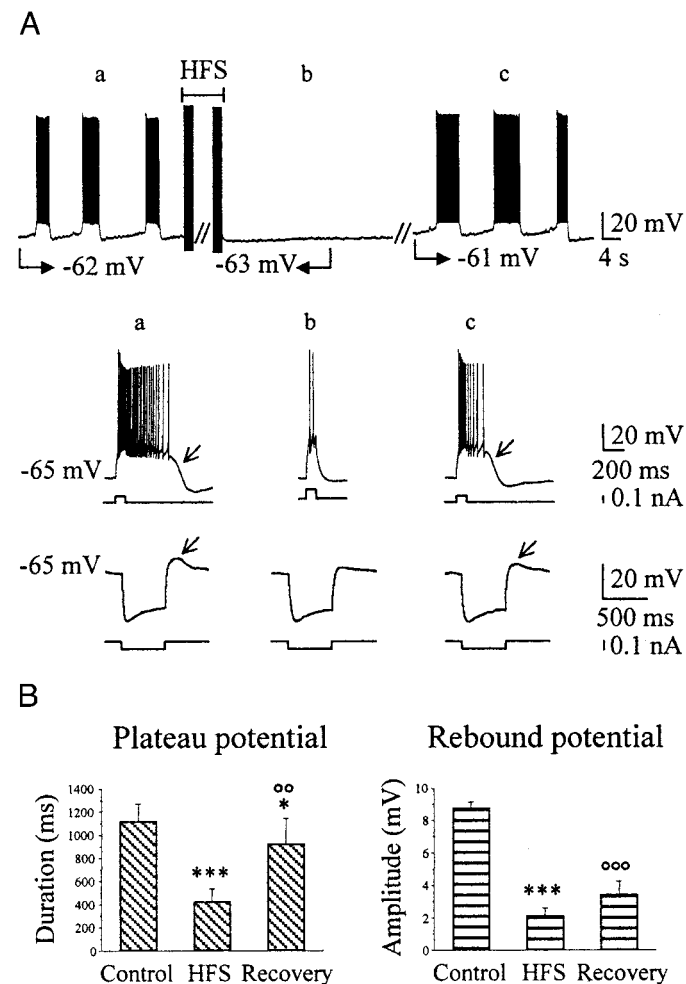 A
a HFS b c
20 mV
-62 mV -63 mV -61 mV 4 s
a b c
20 mV
-65 mV 200 ms
0.1 nA
-65 mV
20 mV
500 ms
0.1 nA
B
Plateau potential Rebound potential
Duration (ms)
1400
1200
1000
800
600
400
200
0
***
°°
*
Control HFS Recovery
Amplitude (mV)
10
8
6
4
2
0
***
°°°
Control HFS Recovery